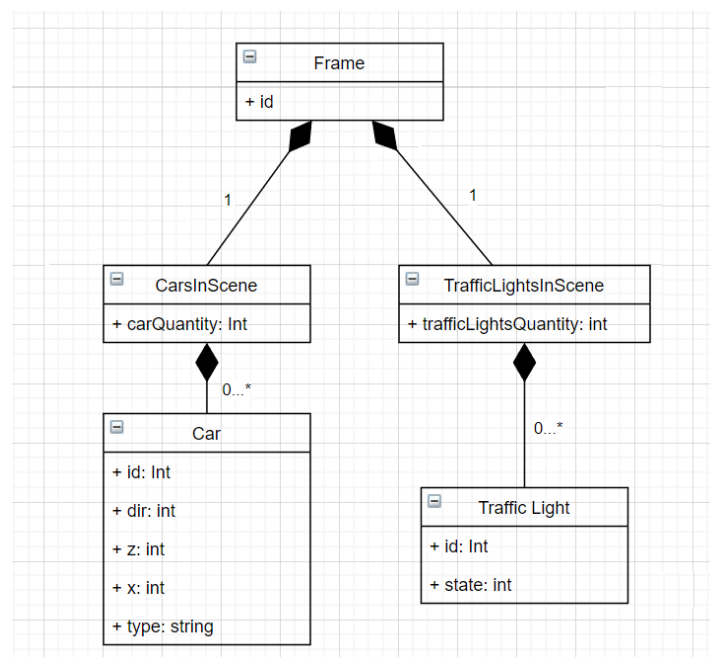 Frame
+ id
1
1
CarsInScene
+ carQuantity: Int
TrafficLightsInScene
+ trafficLightsQuantity: int
0...*
Car
+ id: Int
+ dir: int
+ z: int
+ x: int
+ type: string
0...*
Traffic Light
+ id: Int
+ state: int